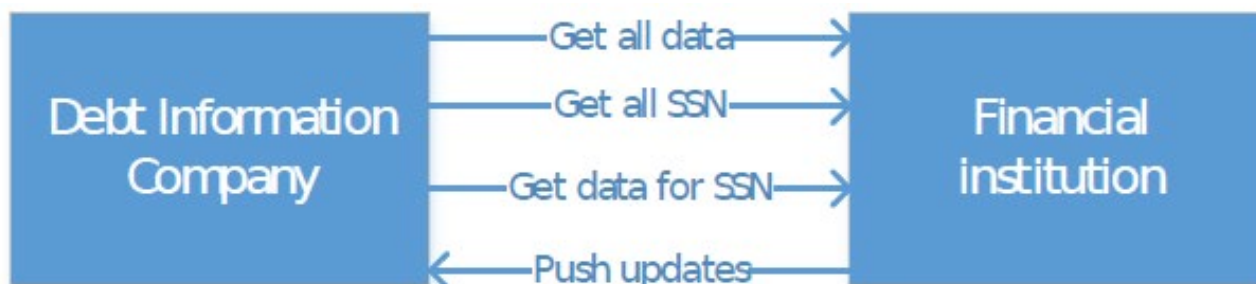 Debt Information
Company
Get all data
Get all SSN
Get data for SSN
Push updates
Financial
institution